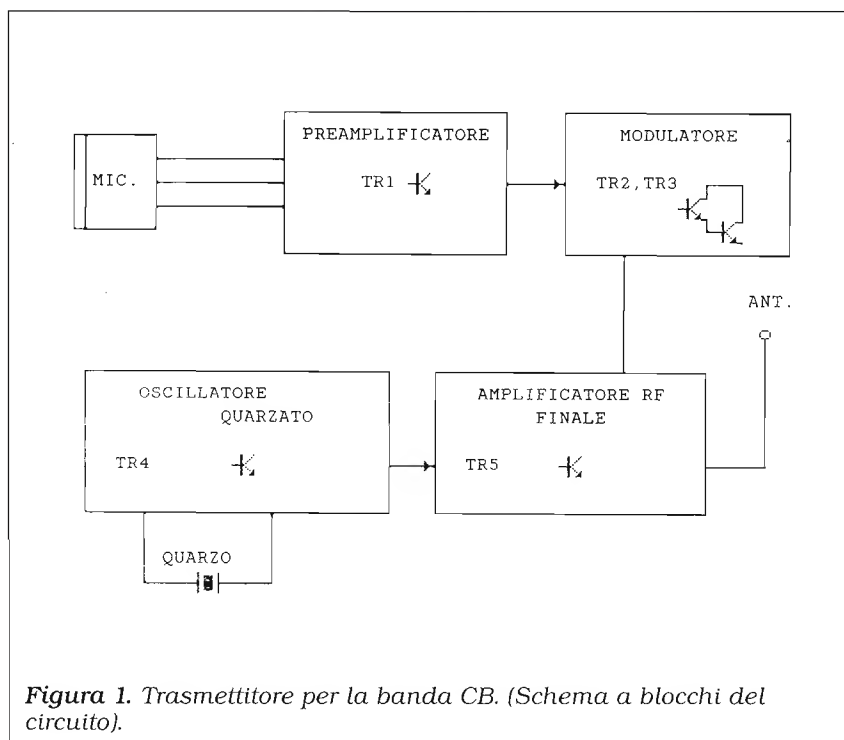 PREAMPLIFICATORE
MODULATORE
MIC.
TR1
TR2,TR3
ANT.
OSCILLATORE
QUARZATO
AMPLIFICATORE RF
FINALE
TR4
TR5
QUARZO
Figura 1. Trasmettitore per la banda CB. (Schema a blocchi del
circuito).